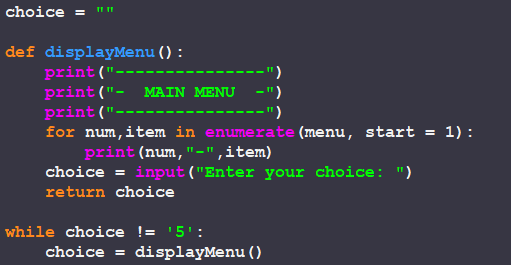 choice = ""
def displayMenu():
    print("---------------")
    print("-  MAIN MENU  -")
    print("---------------")
    for num,item in enumerate(menu, start = 1):
        print(num,"-",item)
    choice = input("Enter your choice: ")
    return choice
while choice != '5':
    choice = displayMenu()